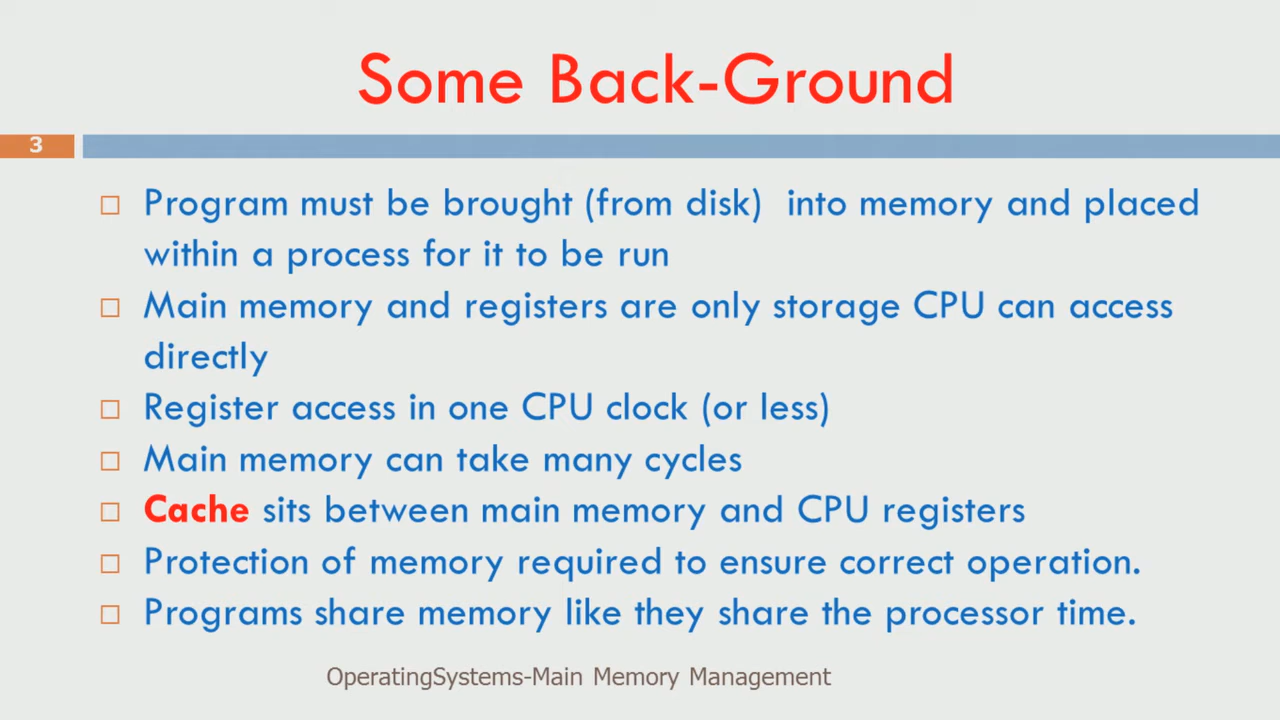 Some Back-Ground
3
Program must be brought (from disk)  into memory and placed
within a process for it to be run
Main memory and registers are only storage CPU can access
directly
Register access in one CPU clock (or less)
Main memory can take many cycles
Cache sits between main memory and CPU registers
Protection of memory required to ensure correct operation.
Programs share memory like they share the processor time.
OperatingSystems-Main Memory Management